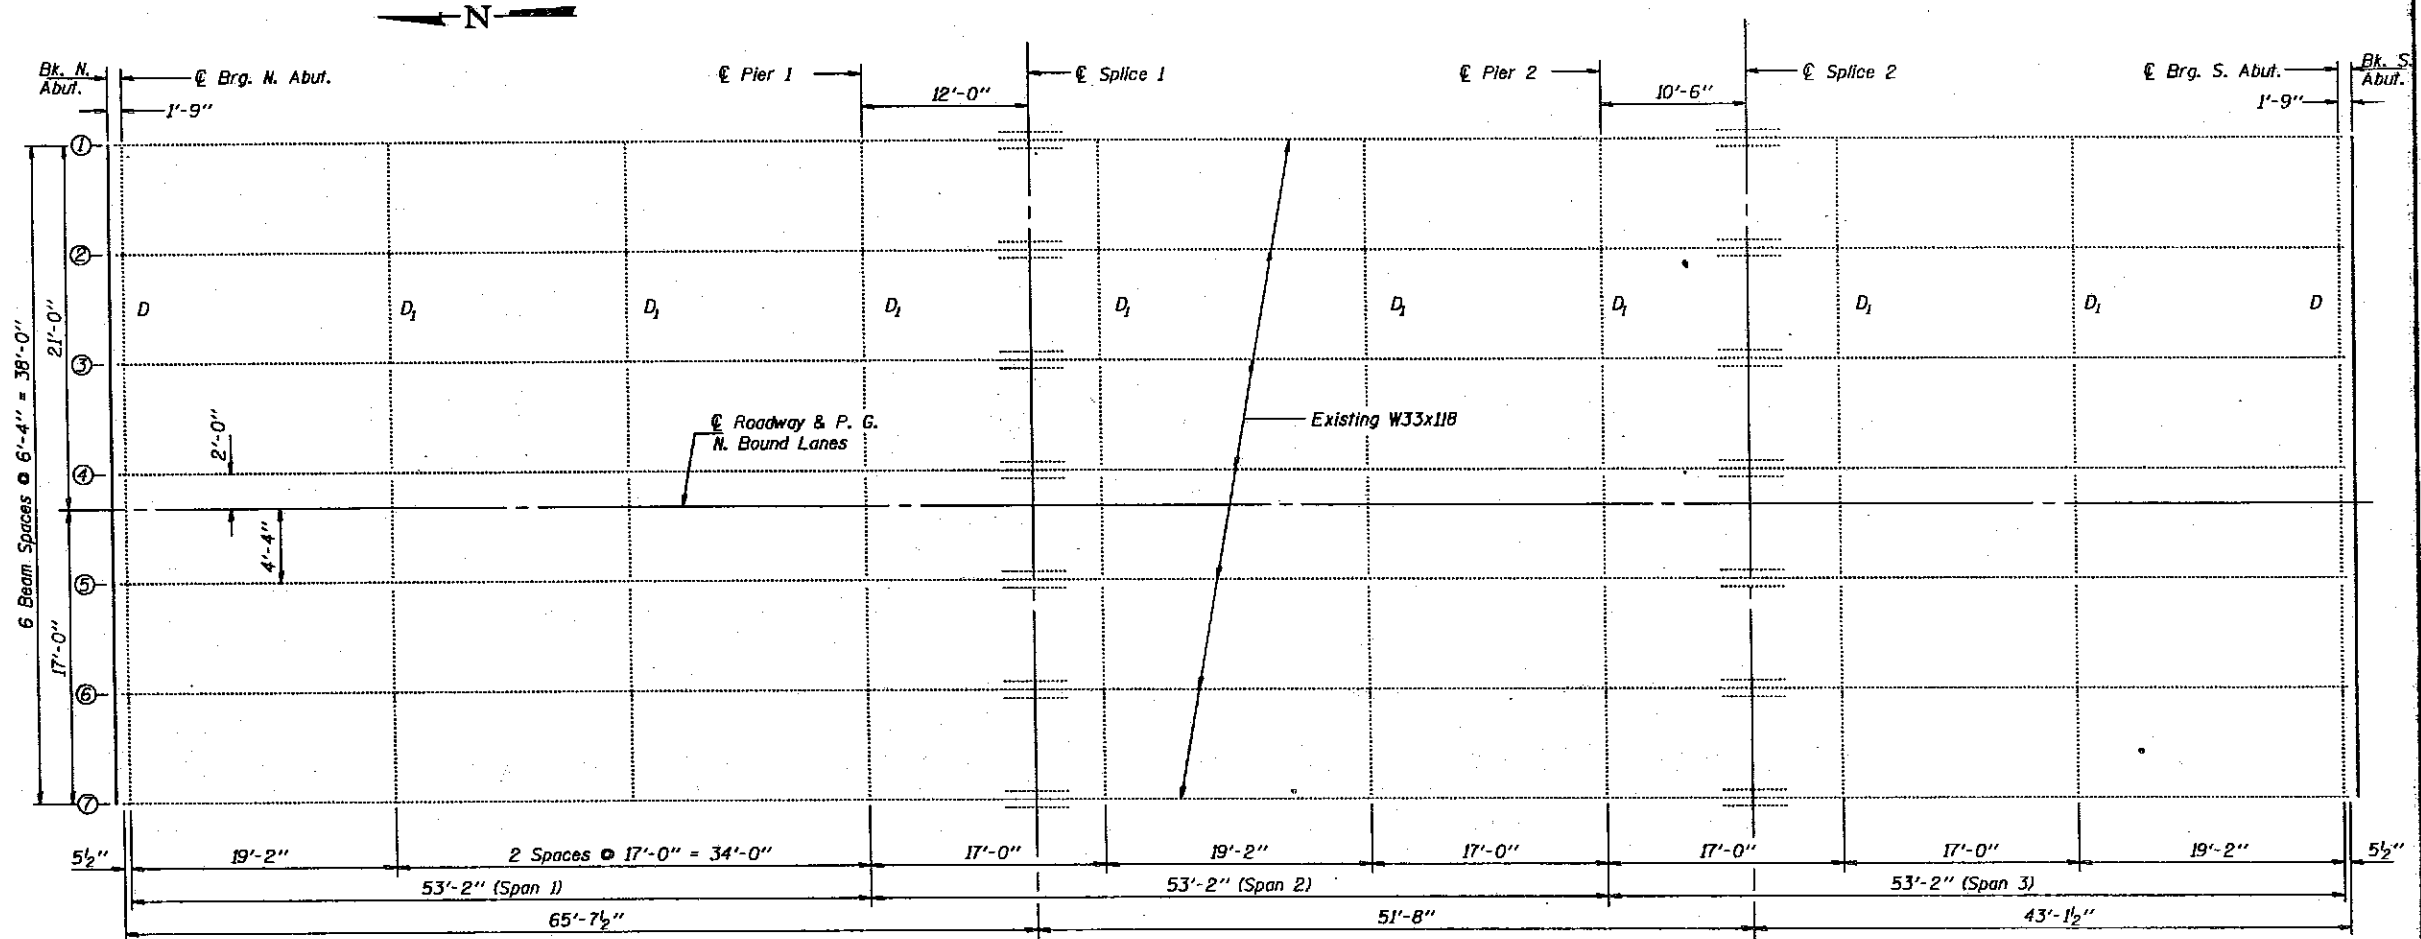 N
Bk. N.
Abut.
℄ Brg. N. Abut.
℄ Pier 1
℄ Splice 1
℄ Pier 2
℄ Splice 2
℄ Brg. S. Abut.
Bk. S.
Abut.
1'-9"
12'-0"
10'-6"
1'-9"
1
2
3
4
5
6
7
D
D1
D1
D1
D1
D1
D1
D1
D1
D
6 Beam Spaces @ 6'-4" = 38'-0"
21'-0"
17'-0"
2'-0"
4'-4"
℄ Roadway & P. G.
N. Bound Lanes
Existing W33x118
5½"
19'-2"
2 Spaces @ 17'-0" = 34'-0"
17'-0"
19'-2"
17'-0"
17'-0"
17'-0"
19'-2"
5½"
53'-2" (Span 1)
53'-2" (Span 2)
53'-2" (Span 3)
65'-7½"
51'-8"
43'-1½"